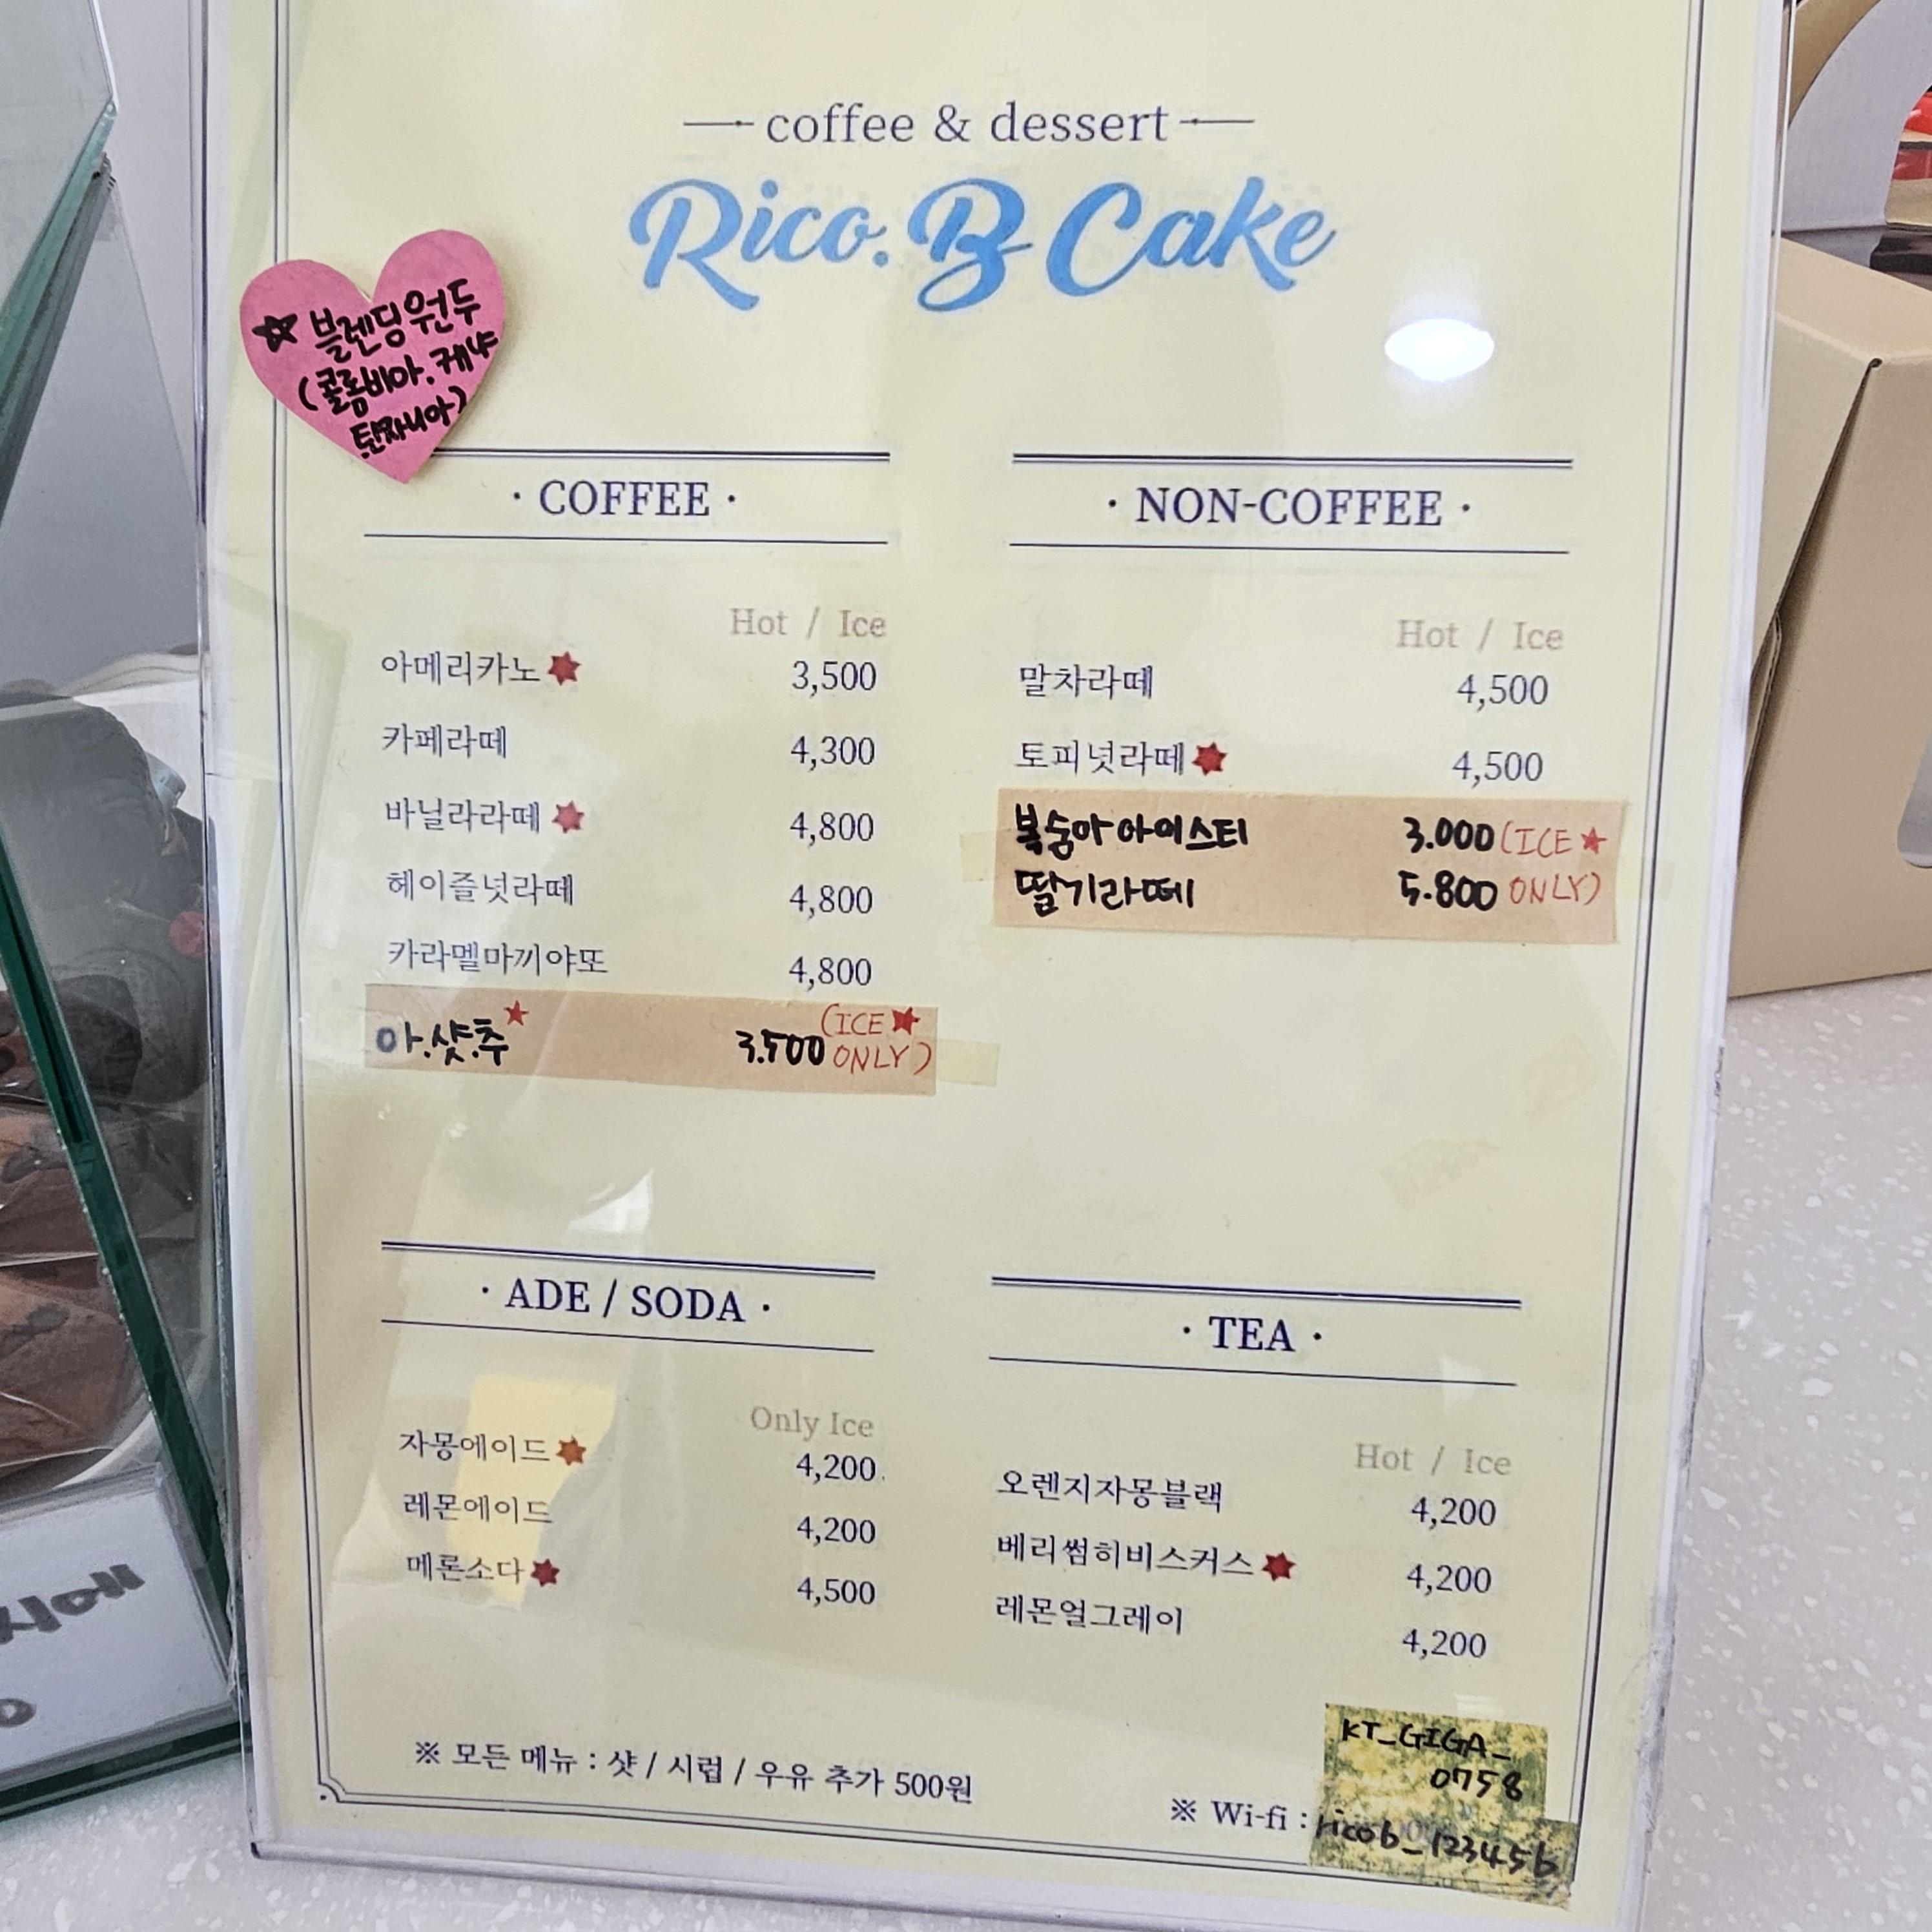 coffee & dessert
Rico. B Cake
☆ 블렌딩원두
(콜롬비아.케냐
탄자니아)
· COFFEE ·
Hot / Ice
아메리카노 3,500
카페라떼 4,300
바닐라라떼 4,800
헤이즐넛라떼 4,800
카라멜마끼야또 4,800
아.샷.추 3.500 (ICE ONLY)
· NON-COFFEE ·
Hot / Ice
말차라떼 4,500
토피넛라떼 4,500
복숭아아이스티 3.000 (ICE
딸기라떼 5.800 ONLY)
· ADE / SODA ·
Only Ice
자몽에이드 4,200
레몬에이드 4,200
메론소다 4,500
· TEA ·
Hot / Ice
오렌지자몽블랙 4,200
베리썸히비스커스 4,200
레몬얼그레이 4,200
※ 모든 메뉴 : 샷 / 시럽 / 우유 추가 500원
KT_GIGA_
0758
※ Wi-fi : ricob_123456